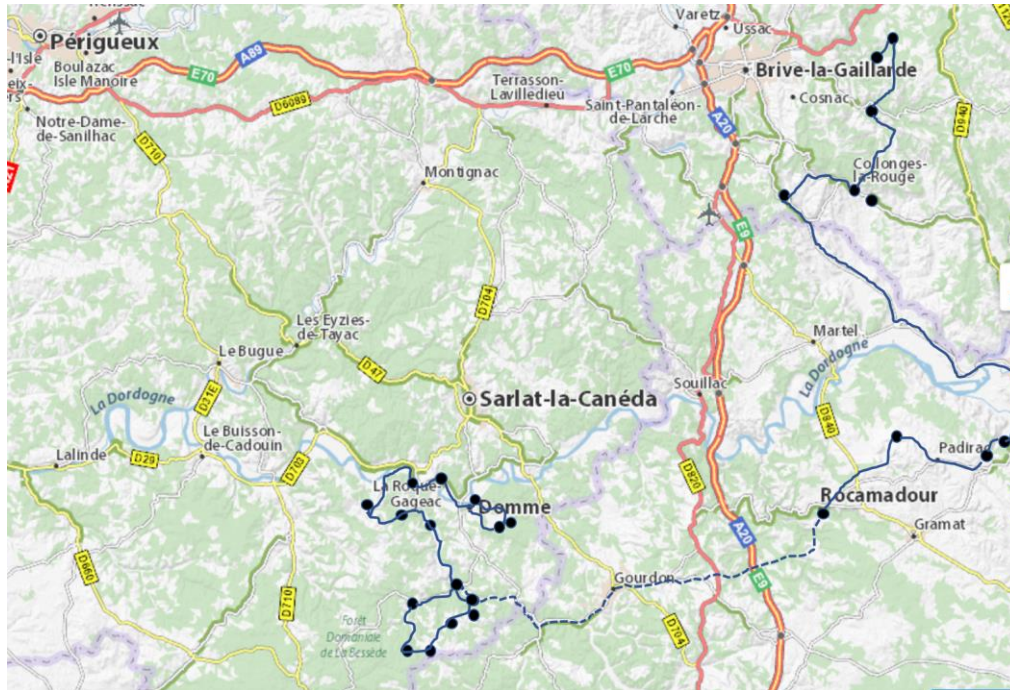 Périgueux
-l'Isle
Boulazac
Isle Manoire
Notre-Dame-
de-Sanilhac
E70
A89
D6089
D710
Terrasson-
Lavilledieu
E70
Varetz
Ussac
Brive-la-Gaillarde
Saint-Pantaléon-
de-Larche
Cosnac
A20
D940
Collonges-
la-Rouge
E9
Montignac
D704
Les Eyzies-
de-Tayac
Le Bugue
D47
D31E
La Dordogne
Sarlat-la-Canéda
Souillac
Martel
La Dordogne
D840
Le Buisson-
de-Cadouin
Lalinde
D29
D703
La Roque-
Gageac
Domme
D820
Padirac
Rocamadour
Gramat
A20
E9
D660
D710
Gourdon
D704
Forêt
Domaniale
de La Bessède